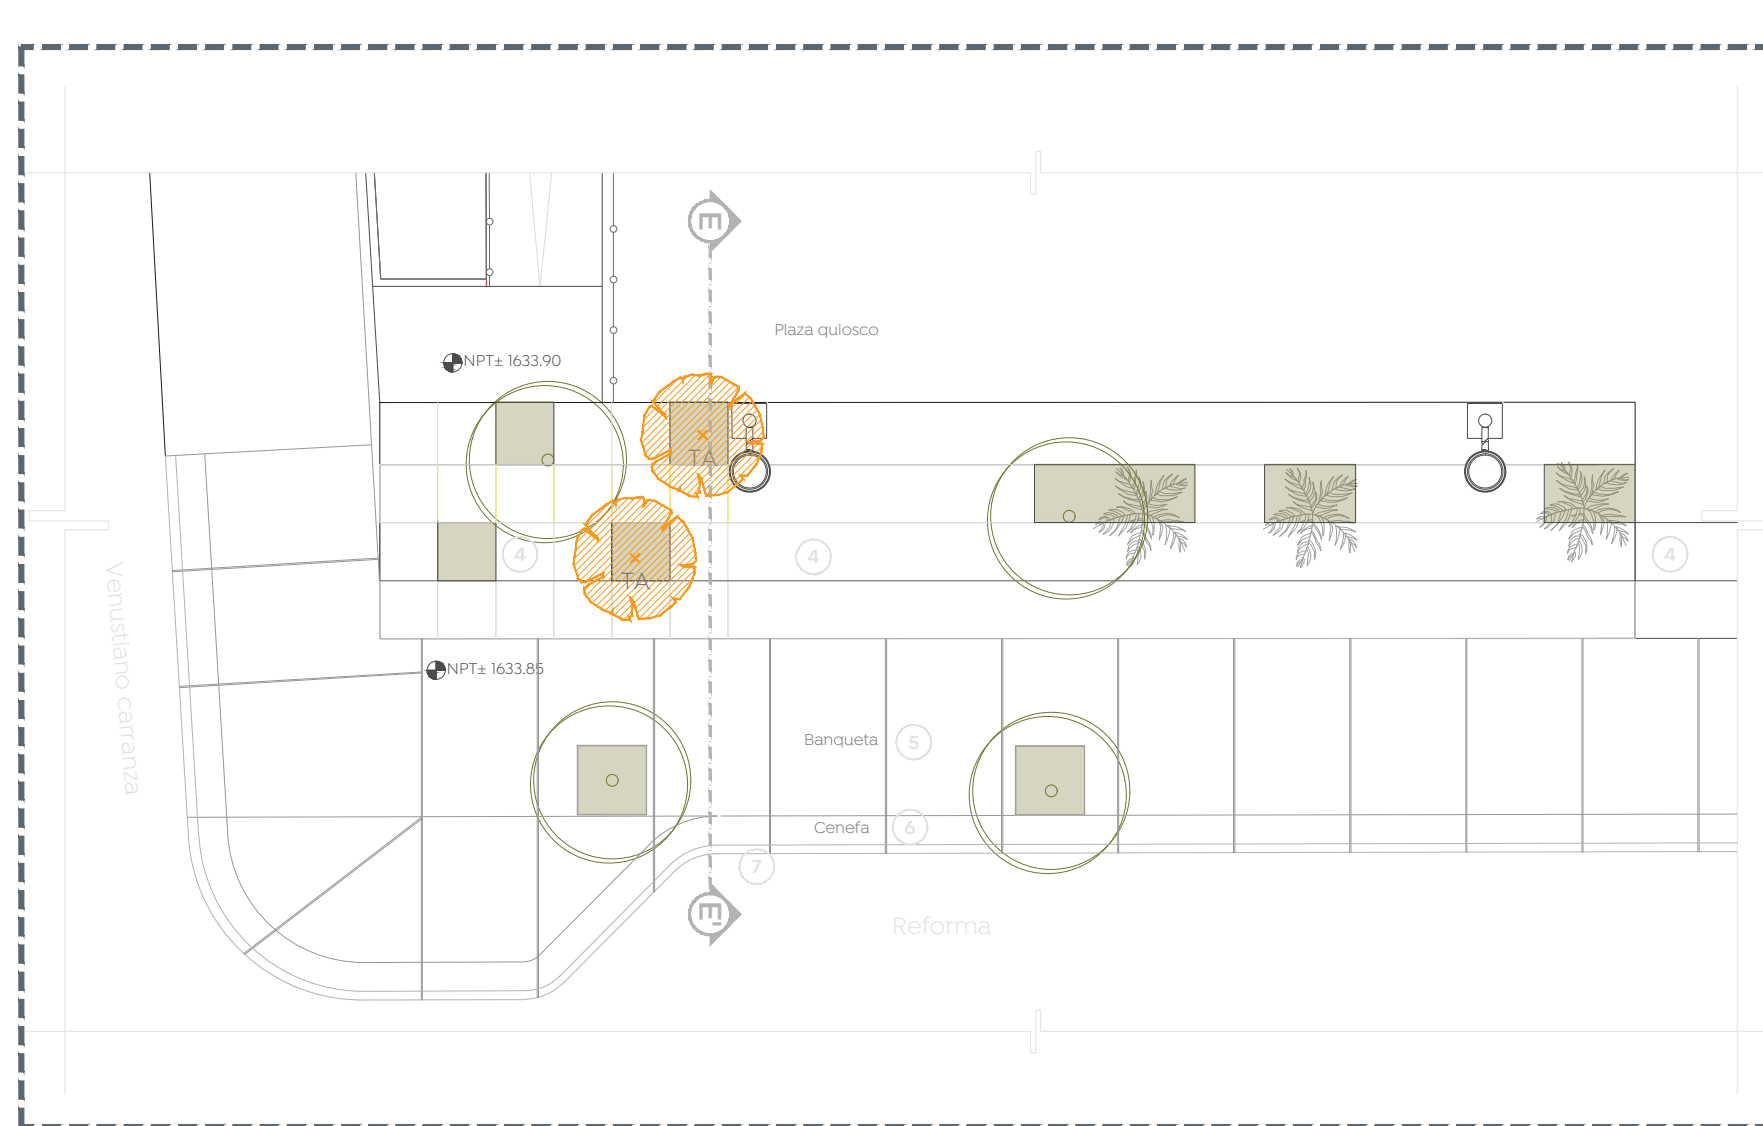 E
Plaza quiosco
NPT± 1633.90
TA
4
4
4
TA
Venustiano carranza
NPT± 1633.85
Banqueta
5
Cenefa
6
7
E'
Reforma